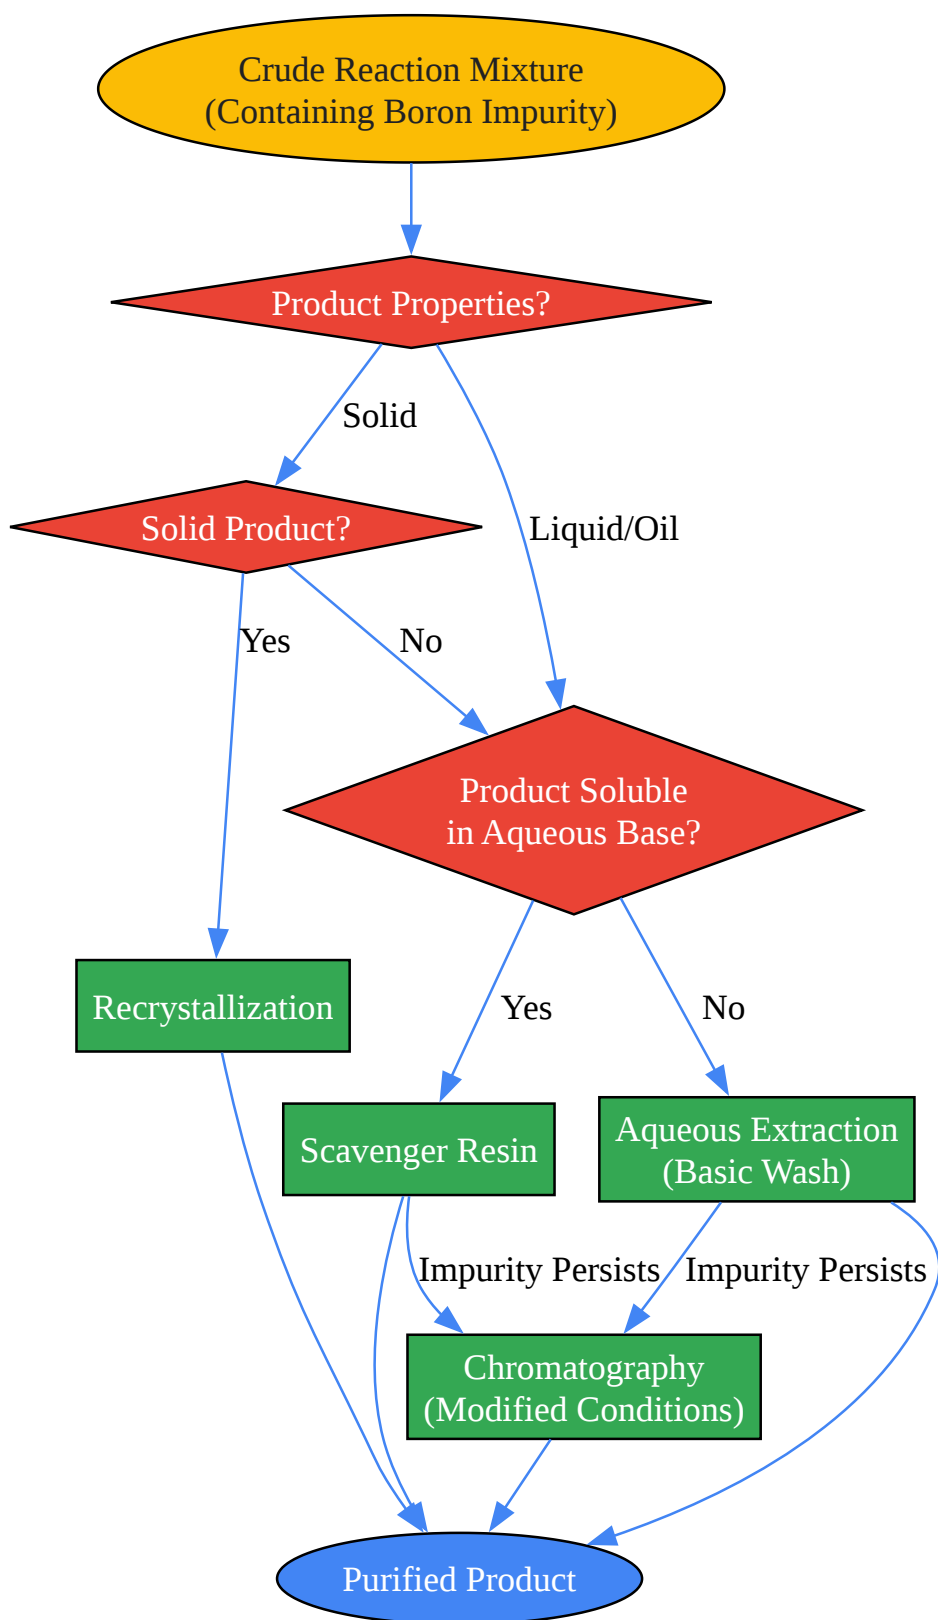 Crude Reaction Mixture
(Containing Boron Impurity)
Product Properties?
Solid
Solid Product?
Liquid/Oil
Yes
No
Product Soluble
in Aqueous Base?
Recrystallization
Yes
No
Scavenger Resin
Aqueous Extraction
(Basic Wash)
Impurity Persists
Impurity Persists
Chromatography
(Modified Conditions)
Purified Product